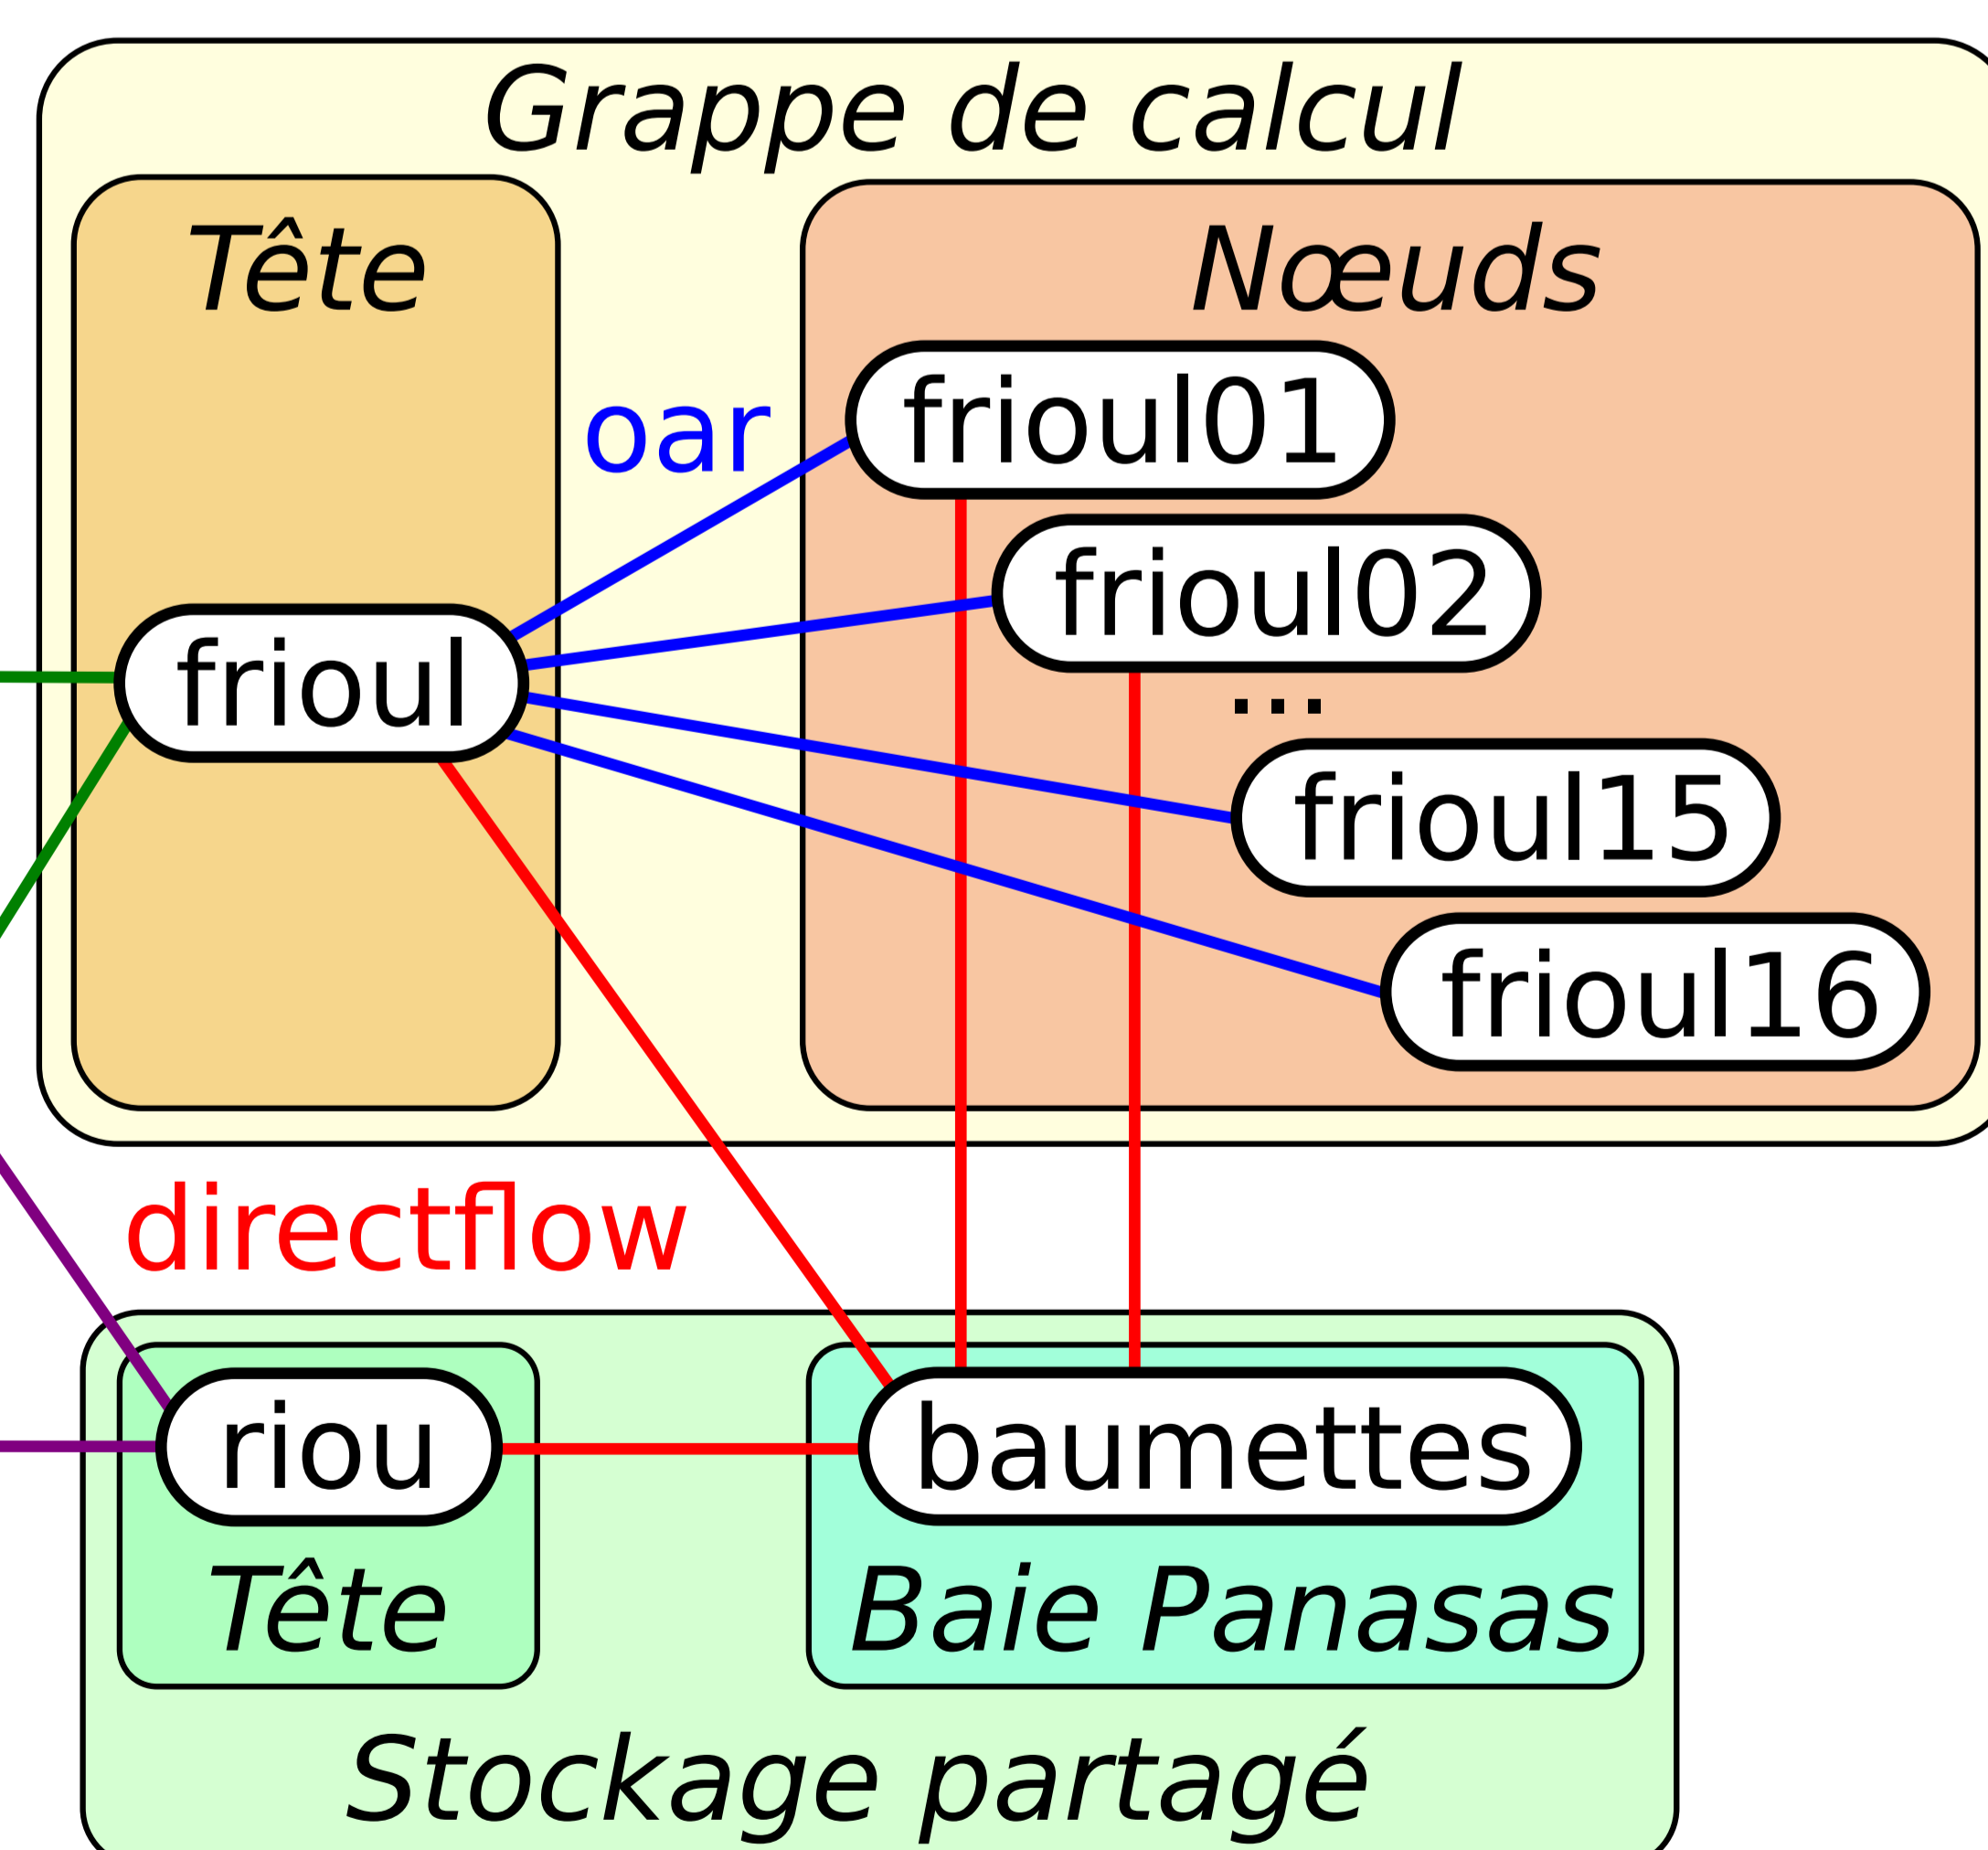 Grappe de calcul
Tête
Nœuds
oar
frioul01
frioul02
...
frioul
frioul15
frioul16
directflow
riou
baumettes
Tête
Baie Panasas
Stockage partagé